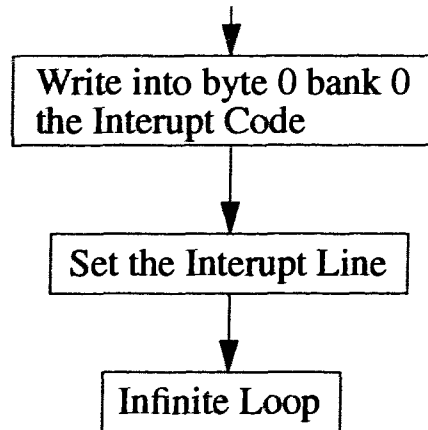 Write into byte 0 bank 0
the Interupt Code
Set the Interupt Line
Infinite Loop